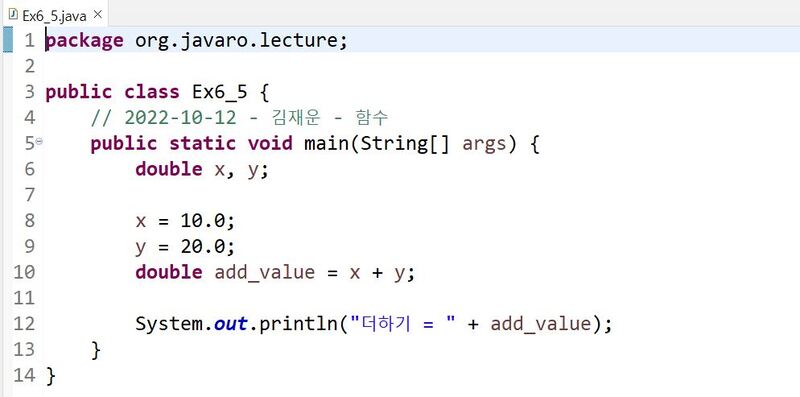 Ex6_5.java
1 package org.javaro.lecture;
2
3 public class Ex6_5 {
4     // 2022-10-12 - 김재운 - 함수
5     public static void main(String[] args) {
6         double x, y;
7
8         x = 10.0;
9         y = 20.0;
10         double add_value = x + y;
11
12         System.out.println("더하기 = " + add_value);
13     }
14 }